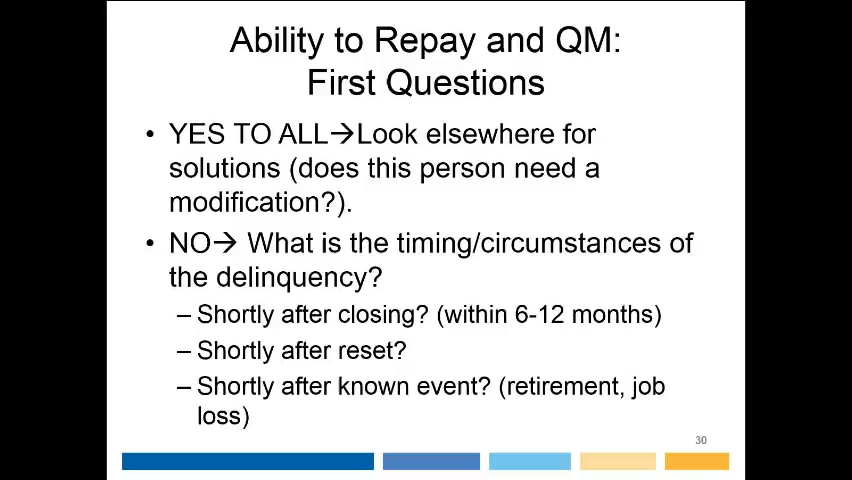 Ability to Repay and QM:
First Questions
• YES TO ALL→Look elsewhere for
solutions (does this person need a
modification?).
• NO→ What is the timing/circumstances of
the delinquency?
– Shortly after closing? (within 6-12 months)
– Shortly after reset?
– Shortly after known event? (retirement, job
loss)
30